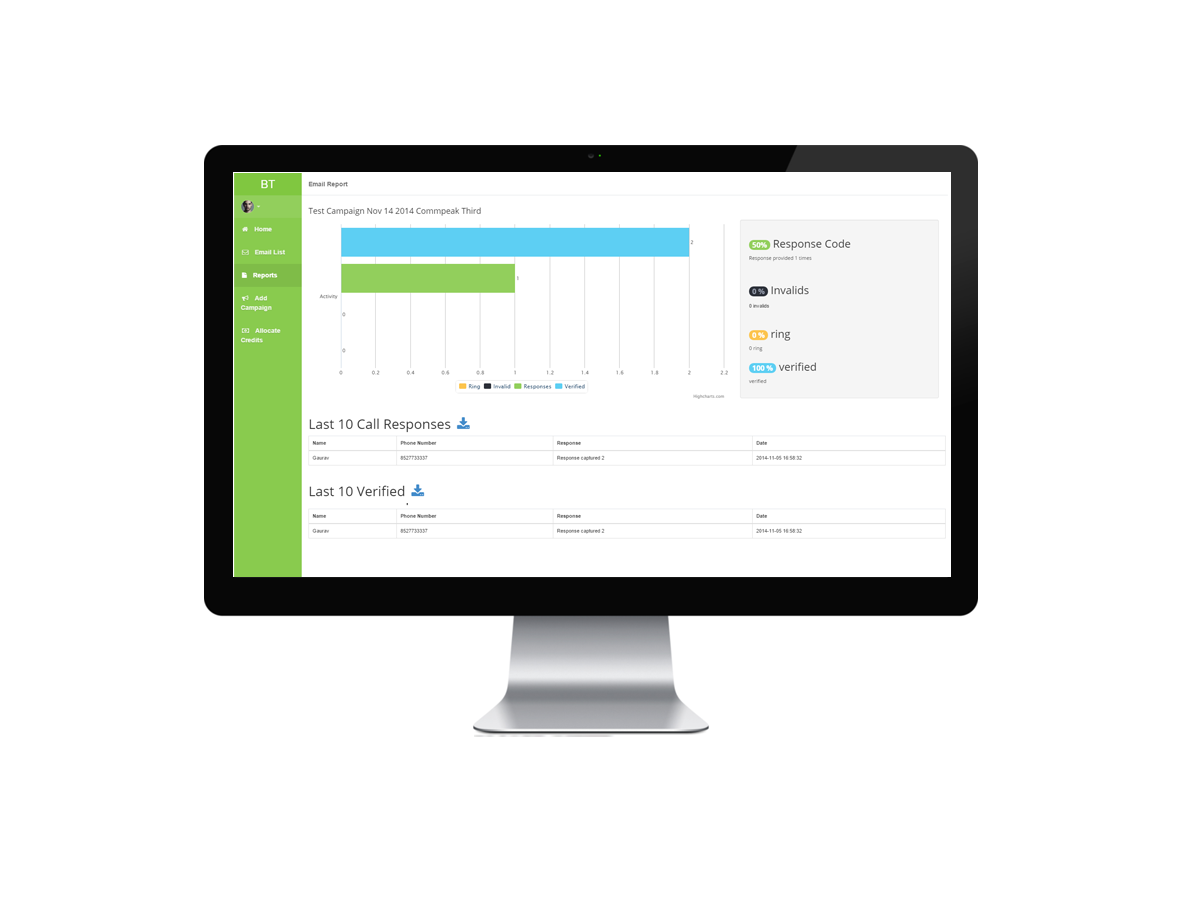 BT
Email Report
Home
Email List
Reports
Add
Campaign
Allocate
Credits
Test Campaign Nov 14 2014 Commpeak Third
2
1
Activity
0
0
0 0.2 0.4 0.6 0.8 1 1.2 1.4 1.6 1.8 2 2.2
Ring Invalid Responses Verified
Highcharts.com
50% Response Code
Response provided 1 times
0 % Invalids
0 invalids
0 % ring
0 ring
100 % verified
verified
Last 10 Call Responses
Name Phone Number Response Date
Gaurav 8527733337 Response captured 2 2014-11-05 16:58:32
Last 10 Verified
Name Phone Number Response Date
Gaurav 8527733337 Response captured 2 2014-11-05 16:58:32